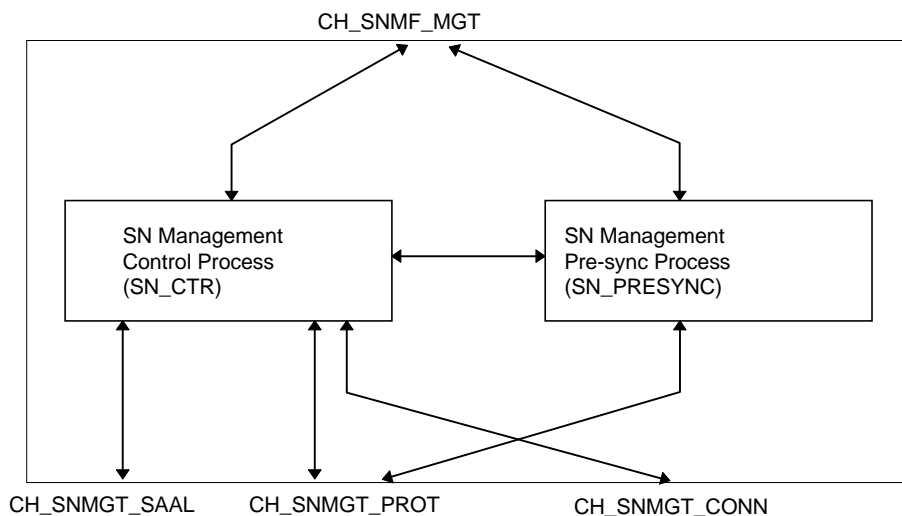 CH_SNMF_MGT
SN Management
Control Process
(SN_CTR)
SN Management
Pre-sync Process
(SN_PRESYNC)
CH_SNMGT_SAAL
CH_SNMGT_PROT
CH_SNMGT_CONN